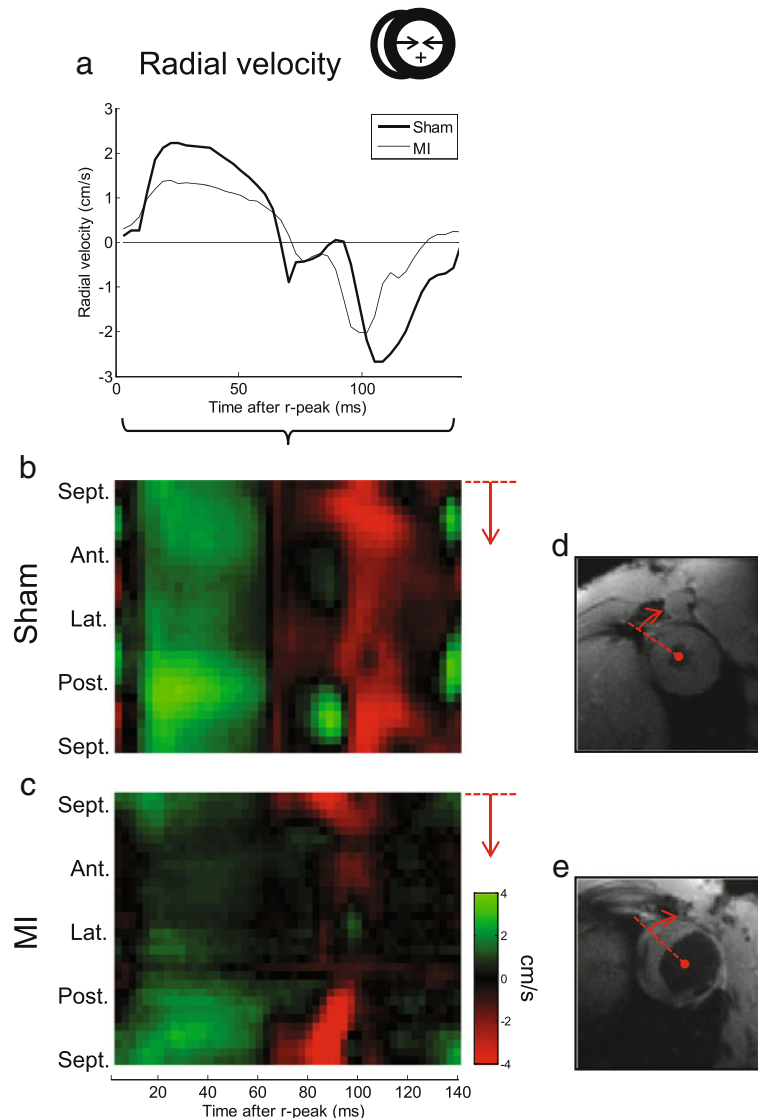 a Radial velocity
+
3
2
1
0
-1
-2
-3
Radial velocity (cm/s)
Sham
MI
0 50 100
Time after r-peak (ms)
b
Sham
Sept.
Ant.
Lat.
Post.
Sept.
c
MI
Sept.
Ant.
Lat.
Post.
Sept.
4
2
0
-2
-4
cm/s
20 40 60 80 100 120 140
Time after r-peak (ms)
d
e